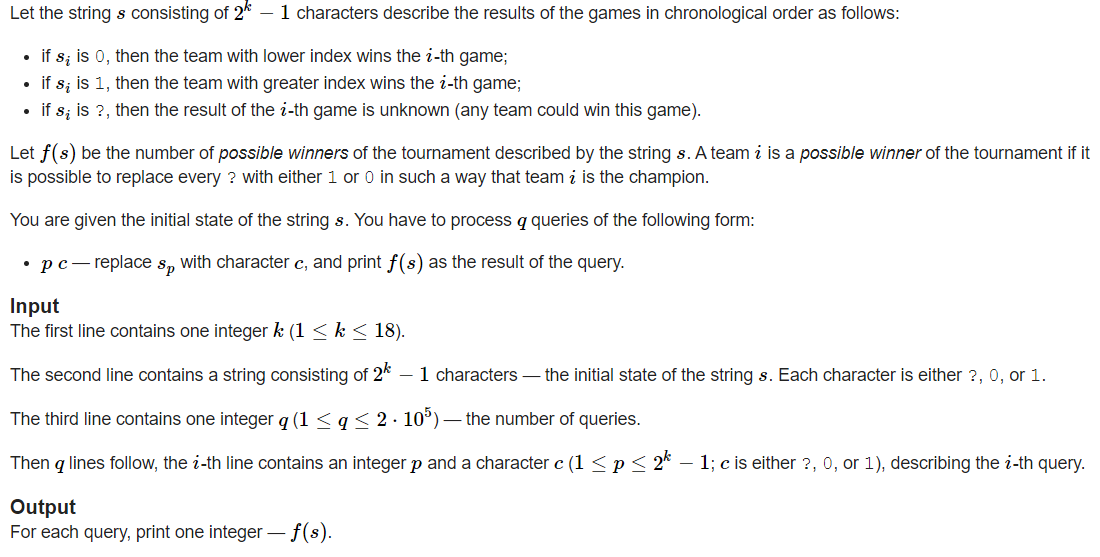 Let the string s consisting of 2^k − 1 characters describe the results of the games in chronological order as follows:
• if s_i is 0, then the team with lower index wins the i-th game;
• if s_i is 1, then the team with greater index wins the i-th game;
• if s_i is ?, then the result of the i-th game is unknown (any team could win this game).
Let f(s) be the number of possible winners of the tournament described by the string s. A team i is a possible winner of the tournament if it
is possible to replace every ? with either 1 or 0 in such a way that team i is the champion.
You are given the initial state of the string s. You have to process q queries of the following form:
• p c — replace s_p with character c, and print f(s) as the result of the query.
Input
The first line contains one integer k (1 ≤ k ≤ 18).
The second line contains a string consisting of 2^k − 1 characters — the initial state of the string s. Each character is either ?, 0, or 1.
The third line contains one integer q (1 ≤ q ≤ 2 · 10^5) — the number of queries.
Then q lines follow, the i-th line contains an integer p and a character c (1 ≤ p ≤ 2^k − 1; c is either ?, 0, or 1), describing the i-th query.
Output
For each query, print one integer — f(s).